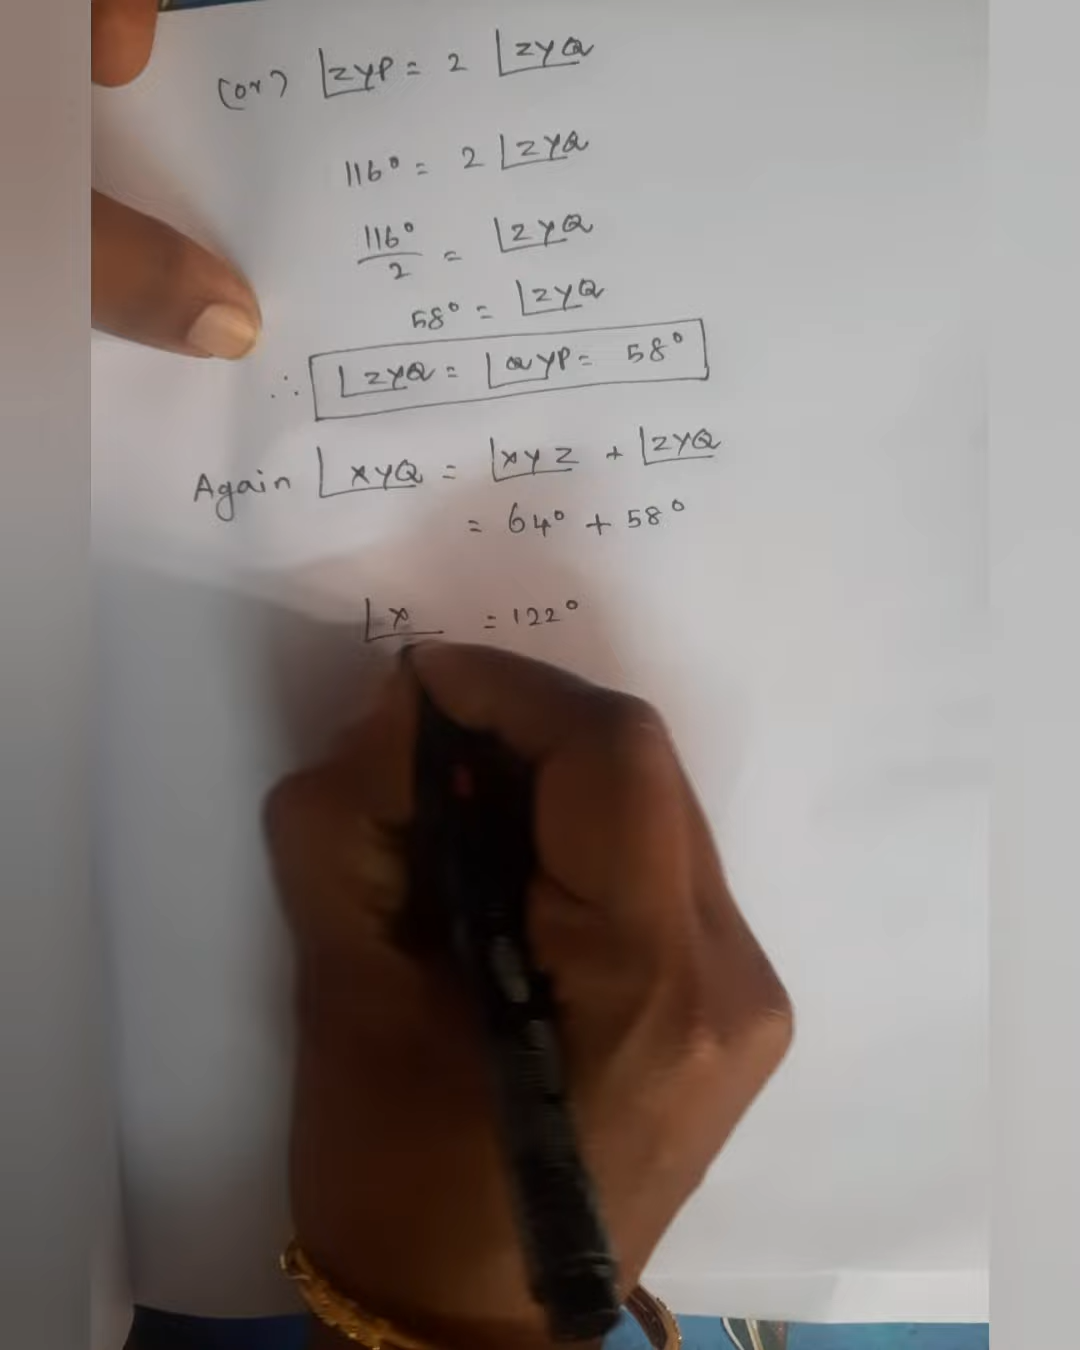 (or) ∠ZYP = 2 ∠ZYQ
116° = 2 ∠ZYQ
116°/2 = ∠ZYQ
58° = ∠ZYQ
∴ ∠ZYQ = ∠QYP = 58°
Again ∠XYQ = ∠XYZ + ∠ZYQ
= 64° + 58°
∠X = 122°